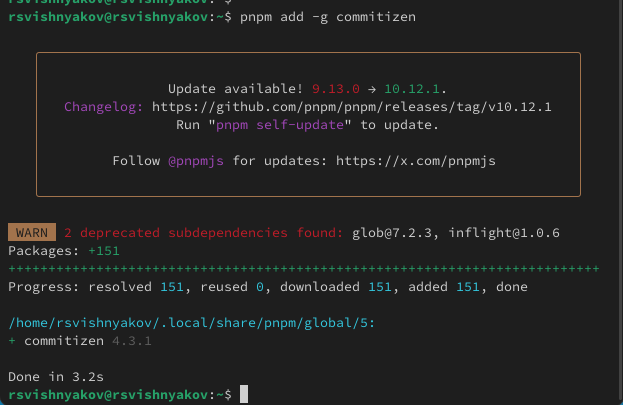 rsvishnyakov@rsvishnyakov:~$ pnpm add -g commitizen
Update available! 9.13.0 → 10.12.1.
Changelog: https://github.com/pnpm/pnpm/releases/tag/v10.12.1
Run "pnpm self-update" to update.
Follow @pnpmjs for updates: https://x.com/pnpmjs
WARN 2 deprecated subdependencies found: glob@7.2.3, inflight@1.0.6
Packages: +151
++++++++++++++++++++++++++++++++++++++++++++++++++++++++++++++++++++++++++
Progress: resolved 151, reused 0, downloaded 151, added 151, done
/home/rsvishnyakov/.local/share/pnpm/global/5:
+ commitizen 4.3.1
Done in 3.2s
rsvishnyakov@rsvishnyakov:~$